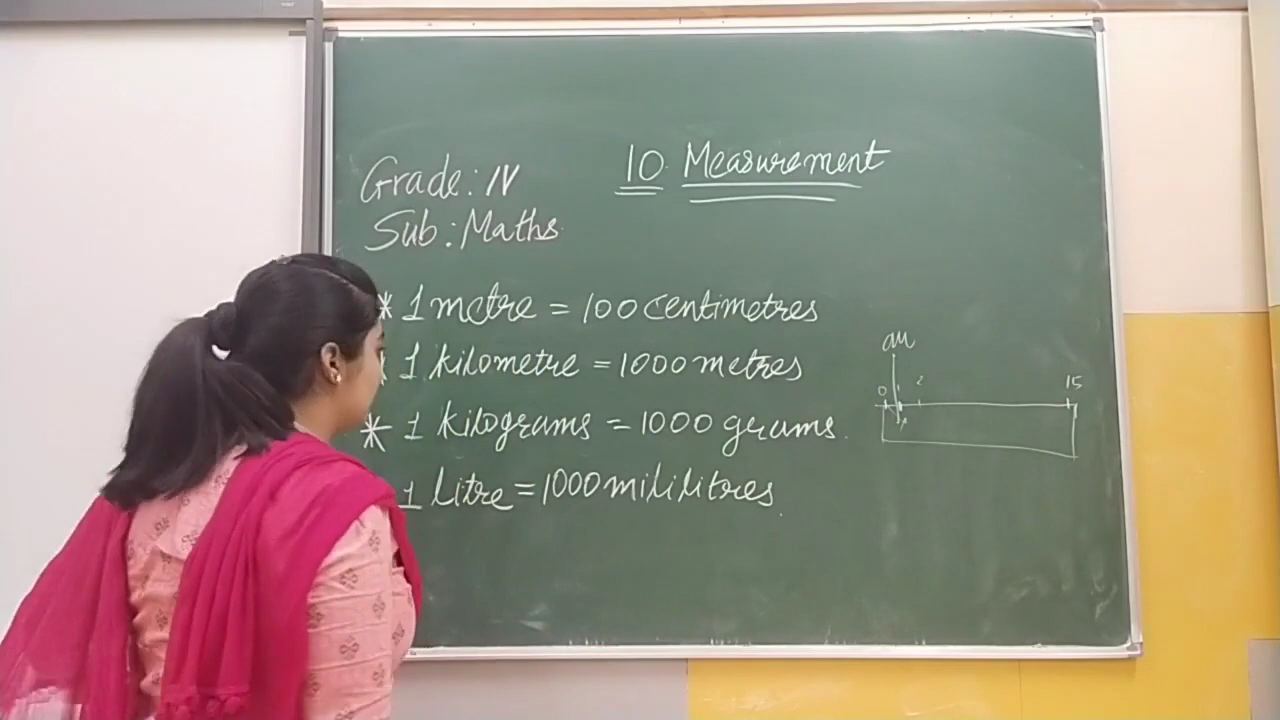 10 Measurement
Grade: IV
Sub: Maths
* 1 metre = 100 centimetres
* 1 kilometre = 1000 metres
* 1 kilograms = 1000 grams.
1 litre = 1000 mililitres
0 2 15